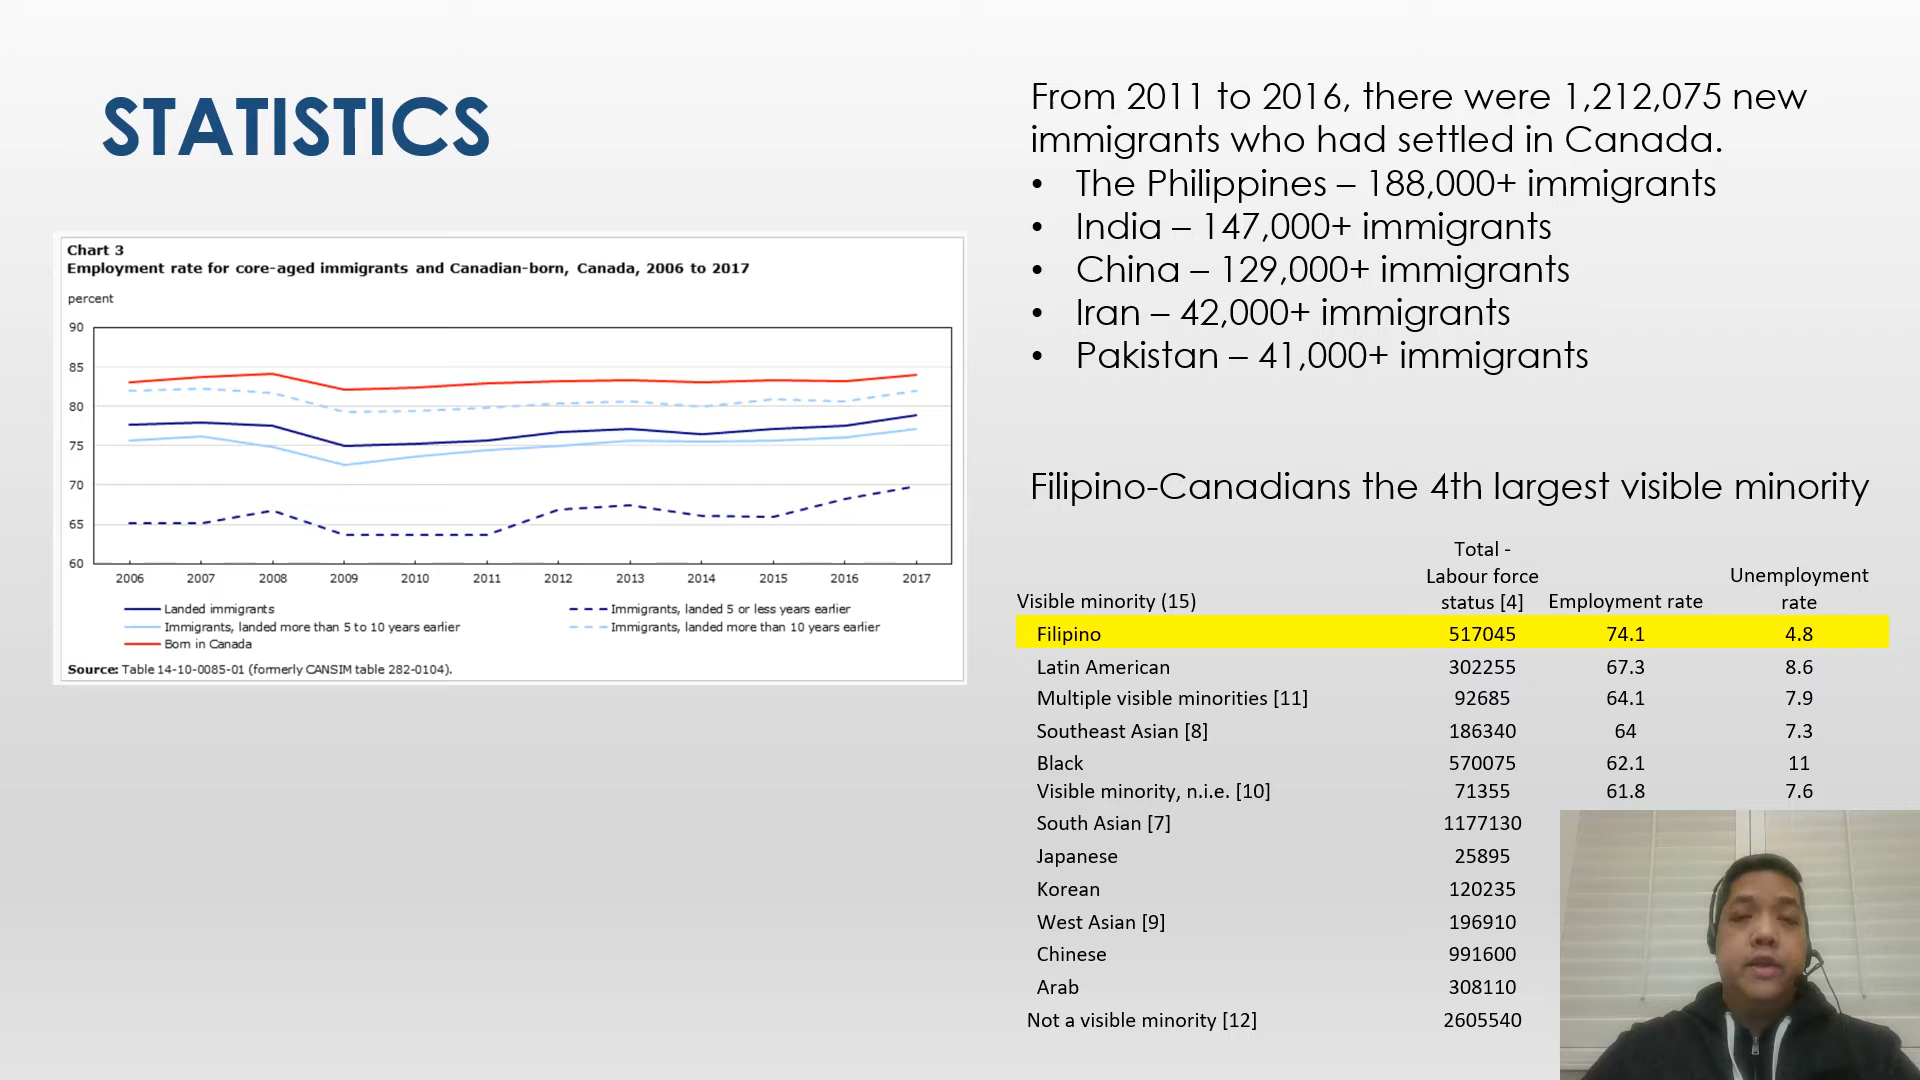 STATISTICS
From 2011 to 2016, there were 1,212,075 new
immigrants who had settled in Canada.
• The Philippines – 188,000+ immigrants
• India – 147,000+ immigrants
• China – 129,000+ immigrants
• Iran – 42,000+ immigrants
• Pakistan – 41,000+ immigrants
Chart 3
Employment rate for core-aged immigrants and Canadian-born, Canada, 2006 to 2017
percent
90
85
80
75
70
65
60
2006 2007 2008 2009 2010 2011 2012 2013 2014 2015 2016 2017
Landed immigrants Immigrants, landed 5 or less years earlier
Immigrants, landed more than 5 to 10 years earlier Immigrants, landed more than 10 years earlier
Born in Canada
Source: Table 14-10-0085-01 (formerly CANSIM table 282-0104).
Filipino-Canadians the 4th largest visible minority
Total -
Labour force Unemployment
Visible minority (15) status [4] Employment rate rate
Filipino 517045 74.1 4.8
Latin American 302255 67.3 8.6
Multiple visible minorities [11] 92685 64.1 7.9
Southeast Asian [8] 186340 64 7.3
Black 570075 62.1 11
Visible minority, n.i.e. [10] 71355 61.8 7.6
South Asian [7] 1177130
Japanese 25895
Korean 120235
West Asian [9] 196910
Chinese 991600
Arab 308110
Not a visible minority [12] 2605540